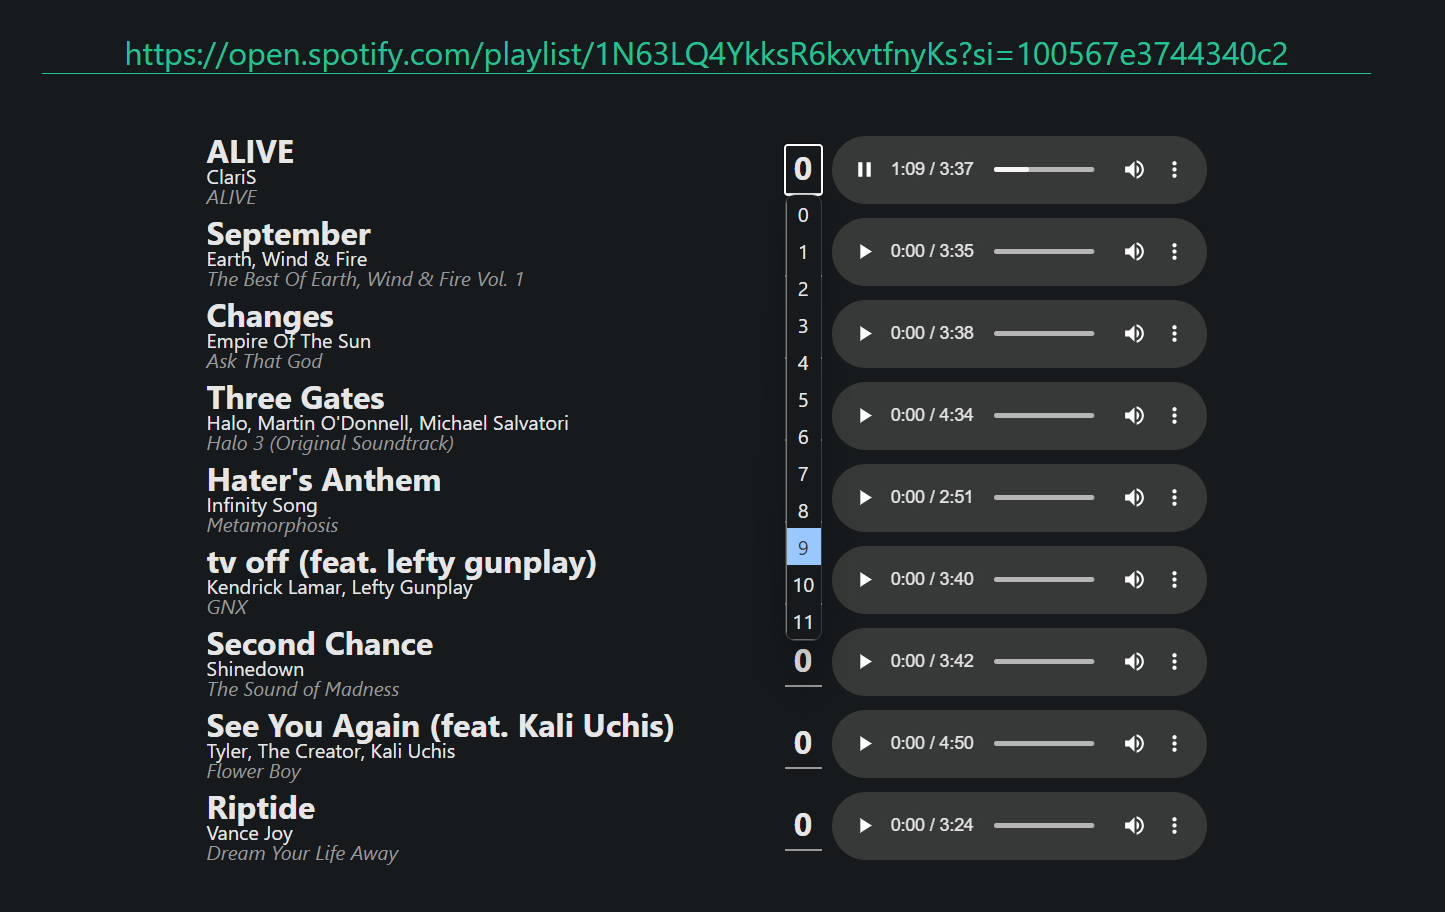 https://open.spotify.com/playlist/1N63LQ4YkksR6kxvtfnyKs?si=100567e3744340c2
ALIVE
ClariS
ALIVE
0
1:09 / 3:37
0
1
2
3
4
5
6
7
8
9
10
11
September
Earth, Wind & Fire
The Best Of Earth, Wind & Fire Vol. 1
0:00 / 3:35
Changes
Empire Of The Sun
Ask That God
0:00 / 3:38
Three Gates
Halo, Martin O'Donnell, Michael Salvatori
Halo 3 (Original Soundtrack)
0:00 / 4:34
Hater's Anthem
Infinity Song
Metamorphosis
0:00 / 2:51
tv off (feat. lefty gunplay)
Kendrick Lamar, Lefty Gunplay
GNX
0:00 / 3:40
Second Chance
Shinedown
The Sound of Madness
0
0:00 / 3:42
See You Again (feat. Kali Uchis)
Tyler, The Creator, Kali Uchis
Flower Boy
0
0:00 / 4:50
Riptide
Vance Joy
Dream Your Life Away
0
0:00 / 3:24